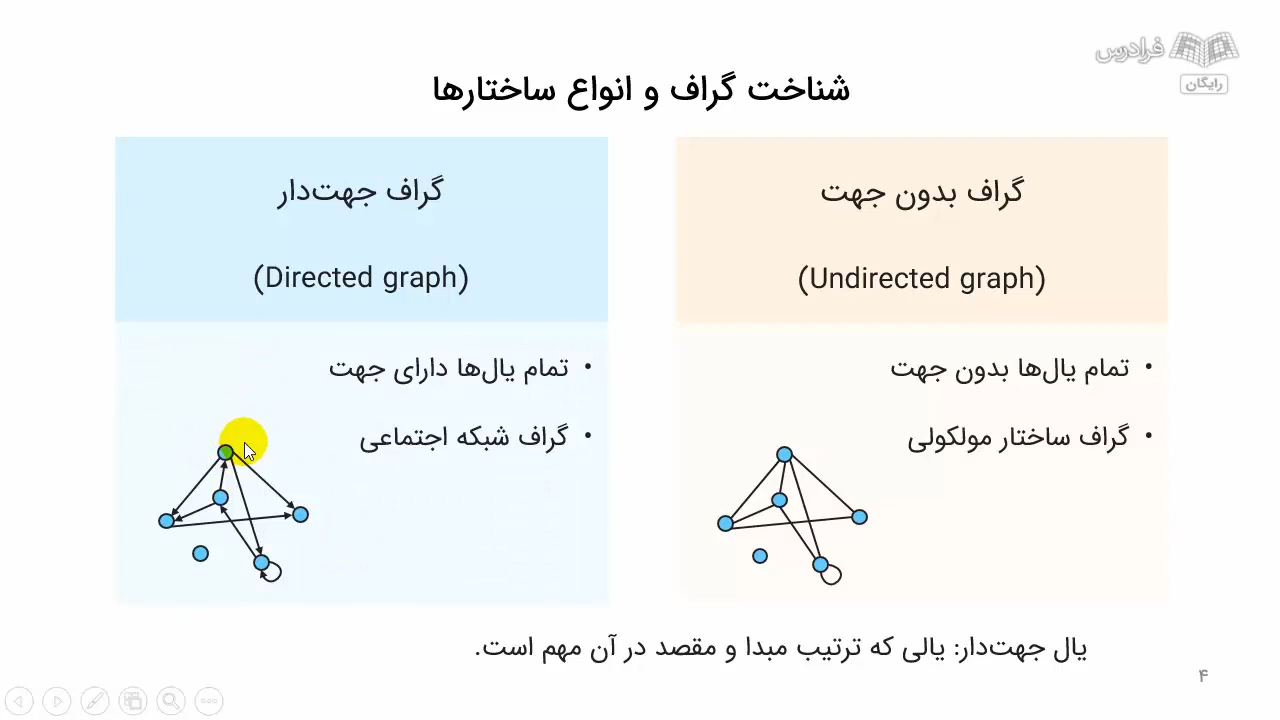 فرادرس
رایگان
شناخت گراف و انواع ساختارها
گراف بدون جهت
(Undirected graph)
• تمام یال‌ها بدون جهت
• گراف ساختار مولکولی
گراف جهت‌دار
(Directed graph)
• تمام یال‌ها دارای جهت
• گراف شبکه اجتماعی
یال جهت‌دار: یالی که ترتیب مبدا و مقصد در آن مهم است.
۴